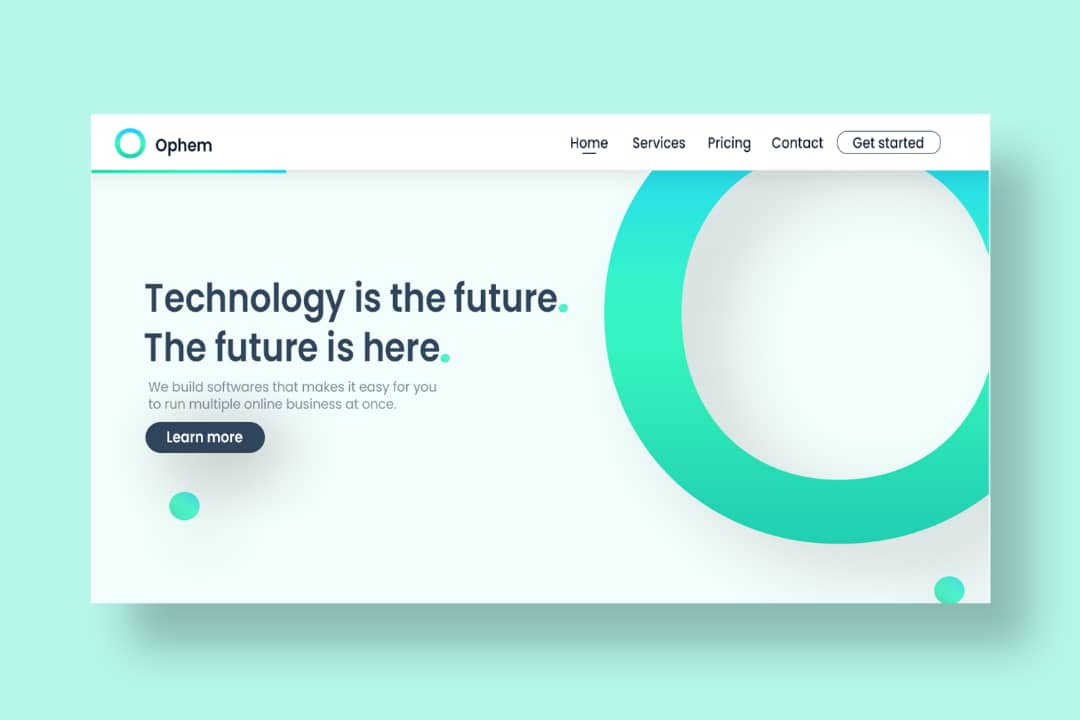 Ophem
Home Services Pricing Contact Get started
Technology is the future.
The future is here.
We build softwares that makes it easy for you
to run multiple online business at once.
Learn more